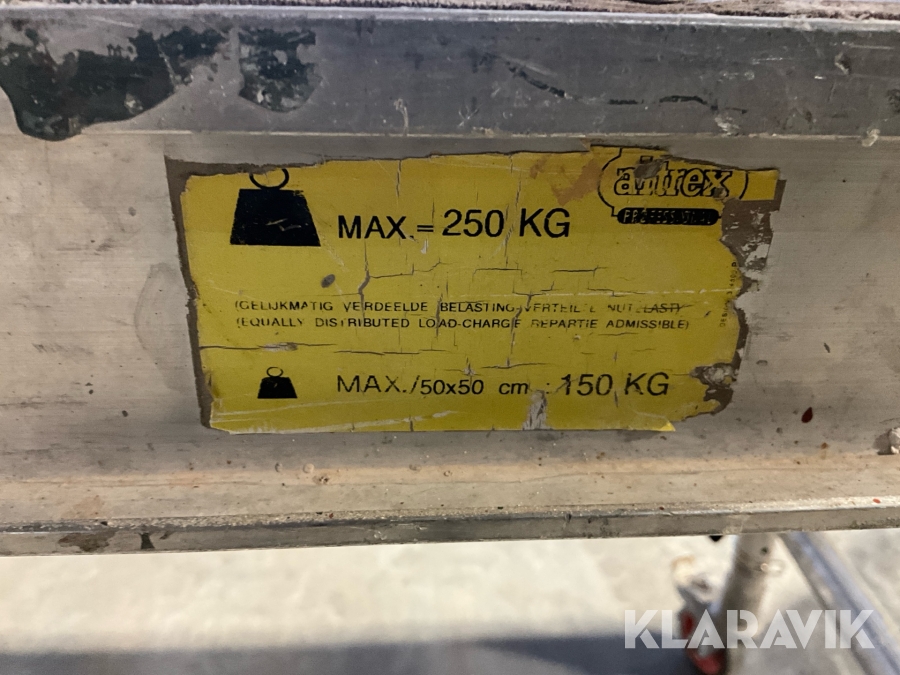 altrex
PROFESSIONAL
MAX. = 250 KG
(GELIJKMATIG VERDEELDE BELASTING-VERTEILTE NUTZLAST)
(EQUALLY DISTRIBUTED LOAD-CHARGE REPARTIE ADMISSIBLE)
MAX./50x50 cm : 150 KG
KLARAVIK